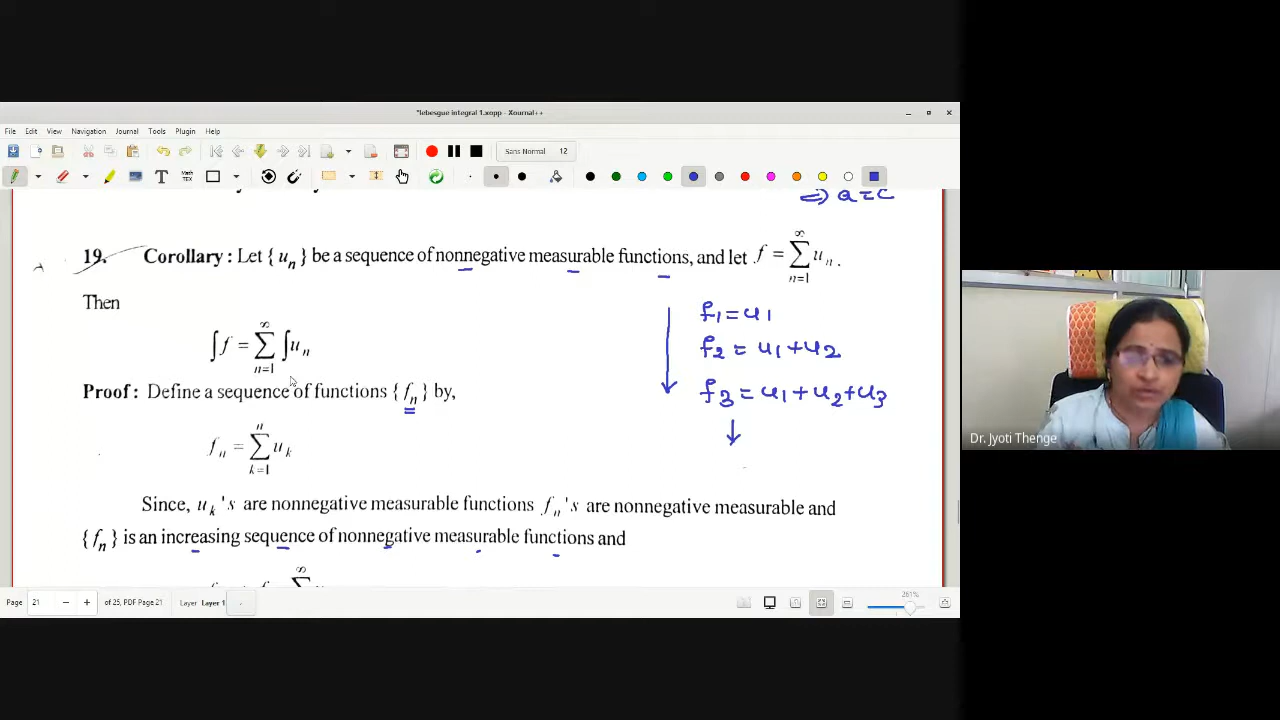 *lebesgue integral 1.xopp - Xournal++
File Edit View Navigation Journal Tools Plugin Help
Sans Normal 12
⇒ a = c
19. Corollary : Let { uₙ } be a sequence of nonnegative measurable functions, and let f = ∑_{n=1}^{∞} uₙ .
Then
∫ f = ∑_{n=1}^{∞} ∫ uₙ
f₁ = u₁
f₂ = u₁ + u₂
f₃ = u₁ + u₂ + u₃
Proof : Define a sequence of functions { fₙ } by,
fₙ = ∑_{k=1}^{n} uₖ
Since, uₖ 's are nonnegative measurable functions fₙ 's are nonnegative measurable and
{ fₙ } is an increasing sequence of nonnegative measurable functions and
Dr. Jyoti Thenge
Page 21 of 25, PDF Page 21 Layer Layer 1 261%